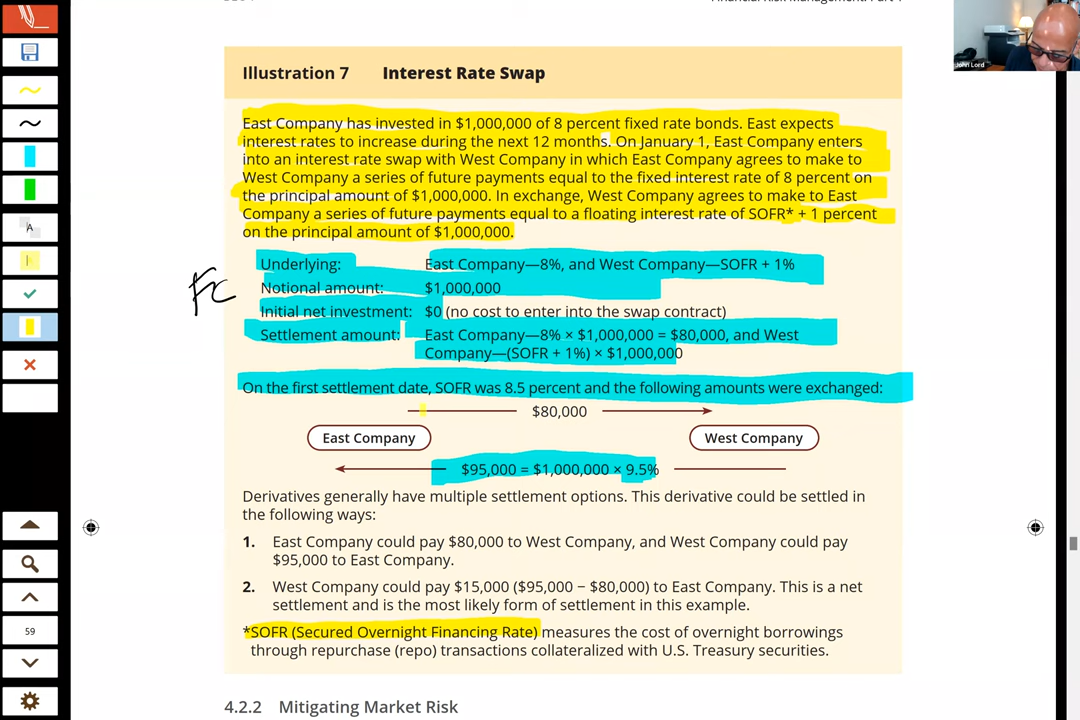 Illustration 7 Interest Rate Swap
East Company has invested in $1,000,000 of 8 percent fixed rate bonds. East expects
interest rates to increase during the next 12 months. On January 1, East Company enters
into an interest rate swap with West Company in which East Company agrees to make to
West Company a series of future payments equal to the fixed interest rate of 8 percent on
the principal amount of $1,000,000. In exchange, West Company agrees to make to East
Company a series of future payments equal to a floating interest rate of SOFR* + 1 percent
on the principal amount of $1,000,000.
Underlying: East Company—8%, and West Company—SOFR + 1%
FC
Notional amount: $1,000,000
Initial net investment: $0 (no cost to enter into the swap contract)
Settlement amount: East Company—8% × $1,000,000 = $80,000, and West
Company—(SOFR + 1%) × $1,000,000
On the first settlement date, SOFR was 8.5 percent and the following amounts were exchanged:
$80,000
East Company West Company
$95,000 = $1,000,000 × 9.5%
Derivatives generally have multiple settlement options. This derivative could be settled in
the following ways:
1. East Company could pay $80,000 to West Company, and West Company could pay
$95,000 to East Company.
2. West Company could pay $15,000 ($95,000 − $80,000) to East Company. This is a net
settlement and is the most likely form of settlement in this example.
*SOFR (Secured Overnight Financing Rate) measures the cost of overnight borrowings
through repurchase (repo) transactions collateralized with U.S. Treasury securities.
4.2.2 Mitigating Market Risk
59
A
John Lord